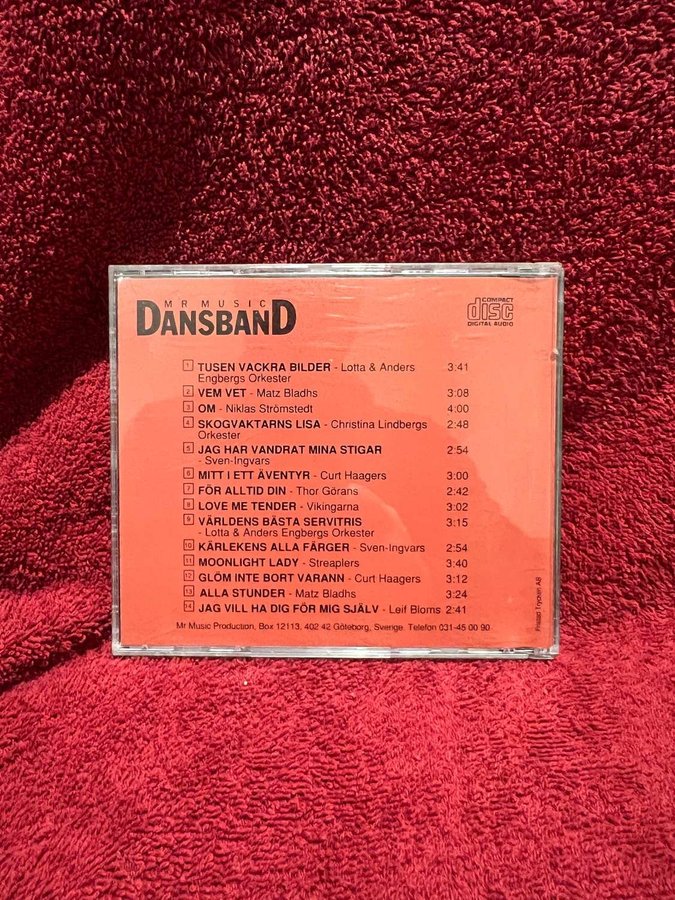 MR MUSIC
DANSBAND
COMPACT
disc
DIGITAL AUDIO
1 TUSEN VACKRA BILDER - Lotta & Anders 3:41
Engbergs Orkester
2 VEM VET - Matz Bladhs 3:08
3 OM - Niklas Strömstedt 4:00
4 SKOGVAKTARNS LISA - Christina Lindbergs 2:48
Orkester
5 JAG HAR VANDRAT MINA STIGAR 2:54
- Sven-Ingvars
6 MITT I ETT ÄVENTYR - Curt Haagers 3:00
7 FÖR ALLTID DIN - Thor Görans 2:42
8 LOVE ME TENDER - Vikingarna 3:02
9 VÄRLDENS BÄSTA SERVITRIS 3:15
- Lotta & Anders Engbergs Orkester
10 KÄRLEKENS ALLA FÄRGER - Sven-Ingvars 2:54
11 MOONLIGHT LADY - Streaplers 3:40
12 GLÖM INTE BORT VARANN - Curt Haagers 3:12
13 ALLA STUNDER - Matz Bladhs 3:24
14 JAG VILL HA DIG FÖR MIG SJÄLV - Leif Bloms 2:41
Mr Music Production, Box 12113, 402 42 Göteborg, Sverige. Telefon 031-45 00 90
Tryckeri AB